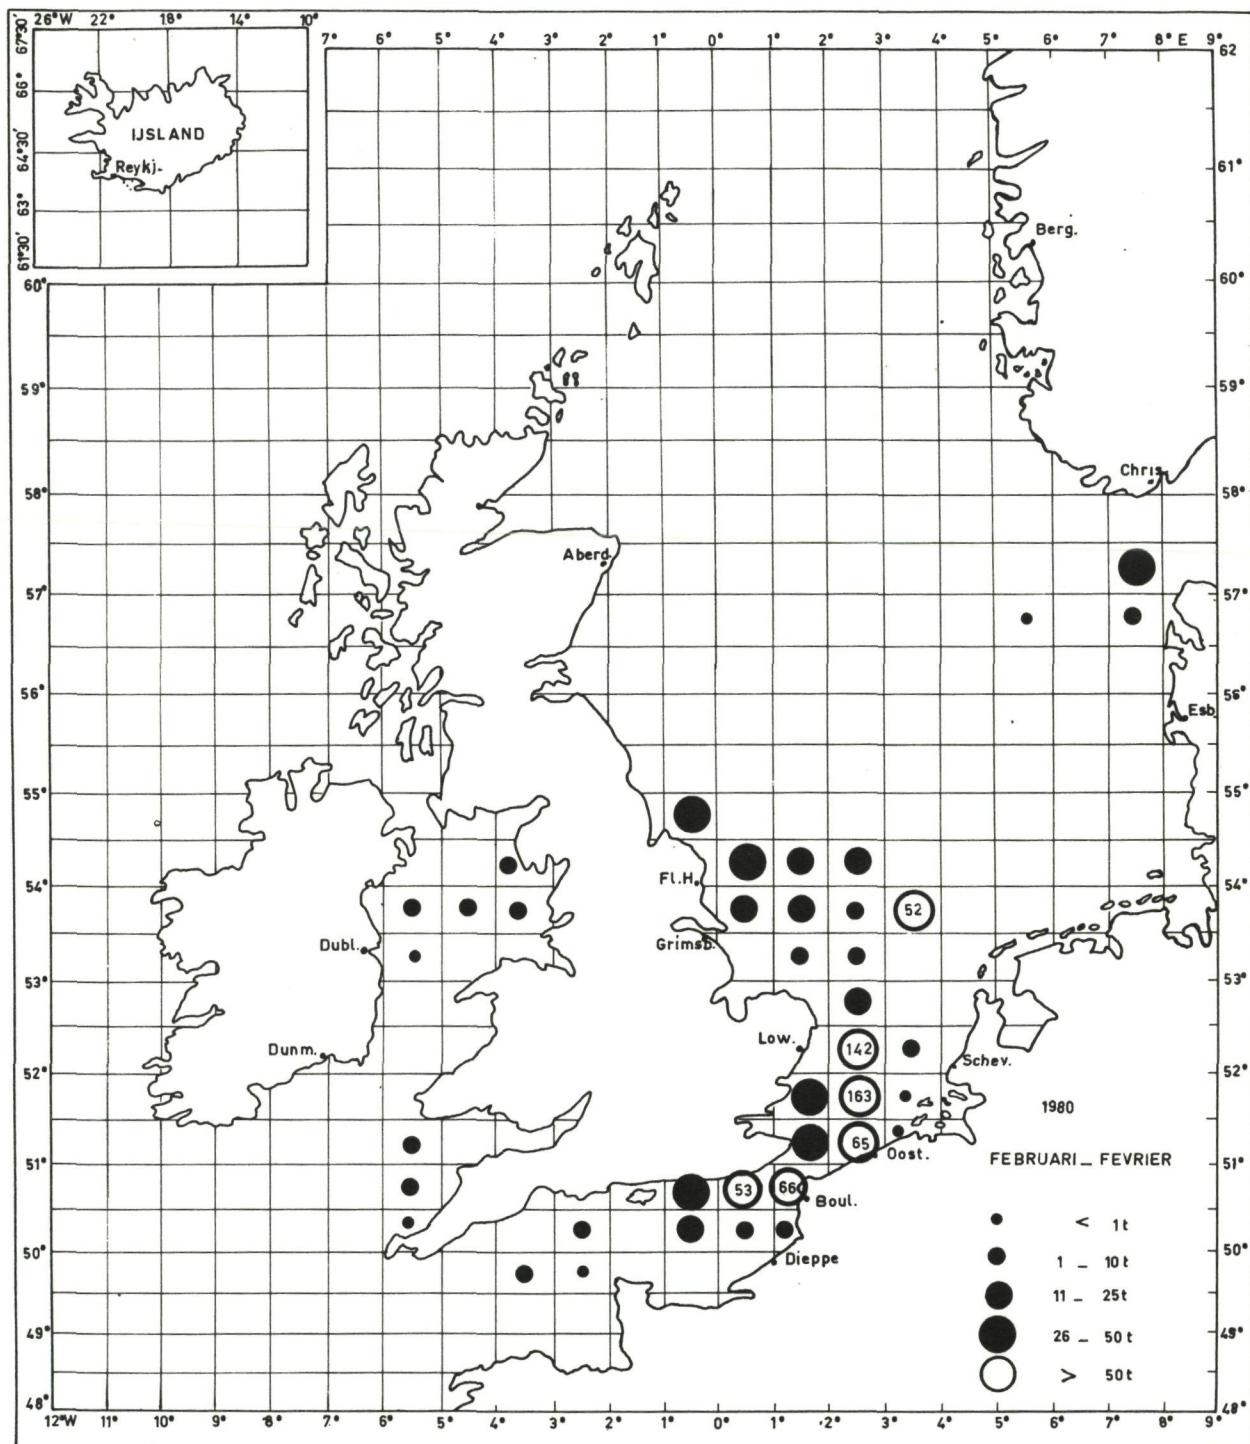 26°W 22° 18° 14° 10°
67°30'
66°
64°30'
63°
61°30'
IJSLAND
Reykj.
7° 6° 5° 4° 3° 2° 1° 0° 1° 2° 3° 4° 5° 6° 7° 8° E 9°
62
61°
Berg.
60° 60°
59° 59°
Chris
58° 58°
Aberd.
57° 57°
56° 56°
Esb
55° 55°
54° Fl.H. 54°
52
Dubl. Grimsb.
53° 53°
Dunm. Low. 142 Schev.
52° 52°
163 1980
65 Oost.
51° FEBRUARI _ FEVRIER 51°
53 66 Boul.
< 1t
50° Dieppe 1 _ 10t 50°
11 _ 25t
49° 26 _ 50t 49°
> 50t
48° 48°
12°W 11° 10° 9° 8° 7° 6° 5° 4° 3° 2° 1° 0° 1° 2° 3° 4° 5° 6° 7° 8° 9°